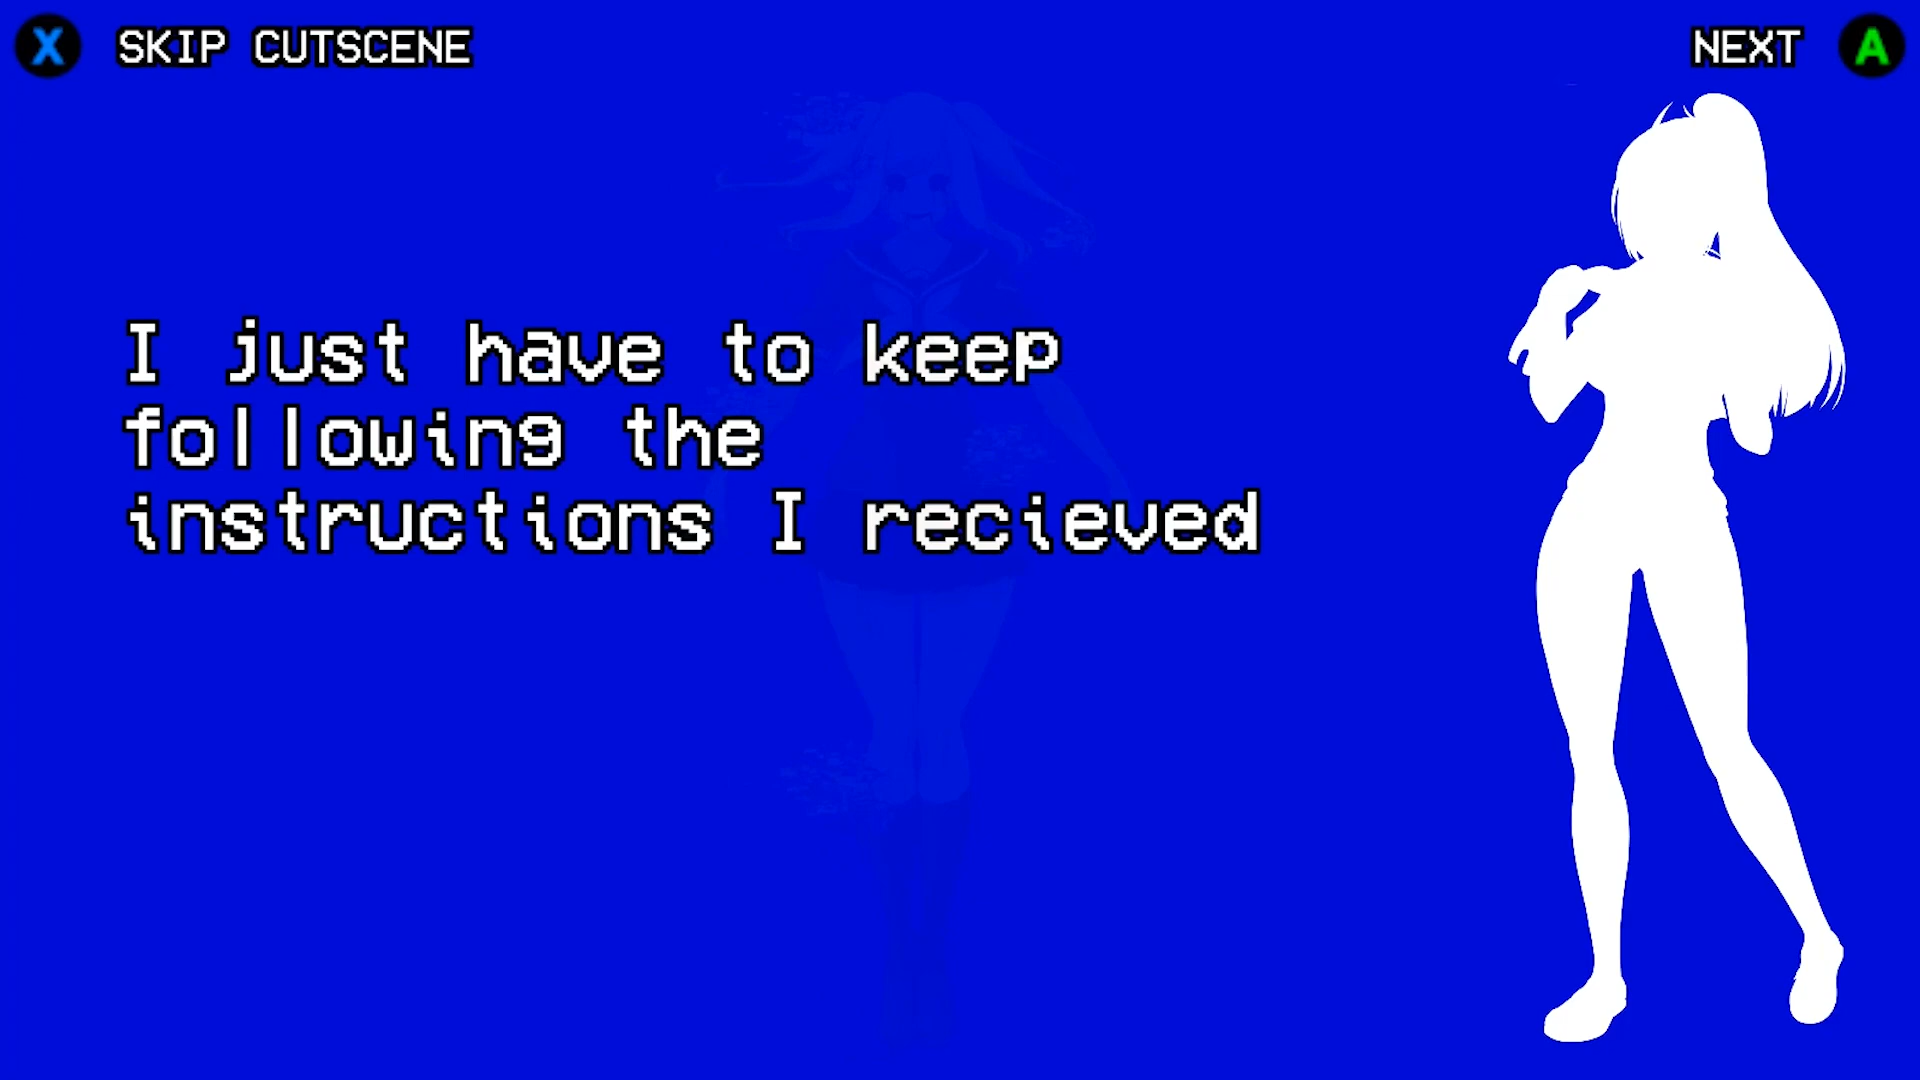 X SKIP CUTSCENE
NEXT A
I just have to keep
following the
instructions I recieved